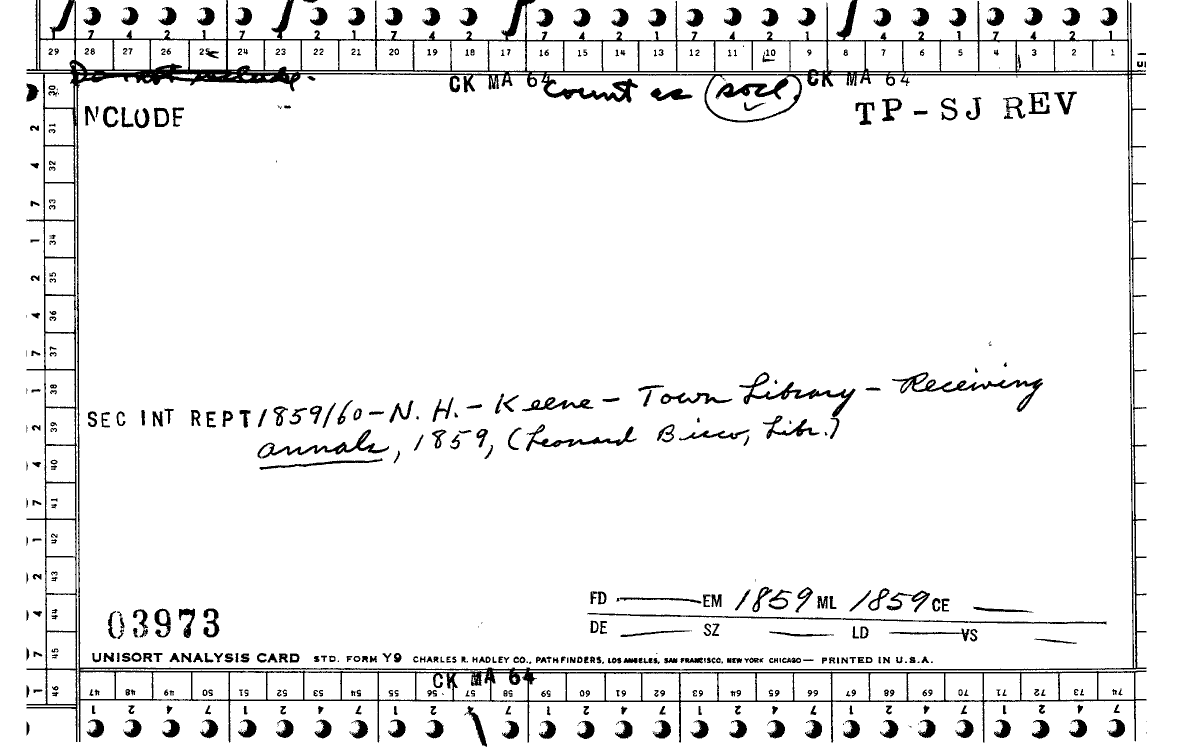 7 4 2 1 7 4 2 1 7 4 2 1 7 4 2 1
29 28 27 26 25 24 23 22 21 20 19 18 17 16 15 14 13 12 11 10 9 8 7 6 5 4 3 2 1
Do not include.
CK MA 64 CK MA 64
Count as (socl)
NCLODE TP-SJ REV
30
2 31
4 32
7 33
1 34
2 35
4 36
7 37
1 38
2 39
4 40
7 41
1 42
2 43
4 44
7 45
1 46
SEC INT REPT 1859/60-N. H.- Keene- Town Library- Receiving
annals, 1859, (Leonard Bisco, Libr.)
FD EM 1859 ML 1859 CE
03973
DE SZ LD VS
UNISORT ANALYSIS CARD STD. FORM Y9 CHARLES R. HADLEY CO., PATHFINDERS, LOS ANGELES, SAN FRANCISCO, NEW YORK CHICAGO— PRINTED IN U.S.A.
CK MA 64
47 48 49 50 51 52 53 54 55 56 57 58 59 60 61 62 63 64 65 66 67 68 69 70 71 72 73 74
1 2 4 7 1 2 4 7 1 2 4 7 1 2 4 7 1 2 4 7 1 2 4 7 1 2 4 7